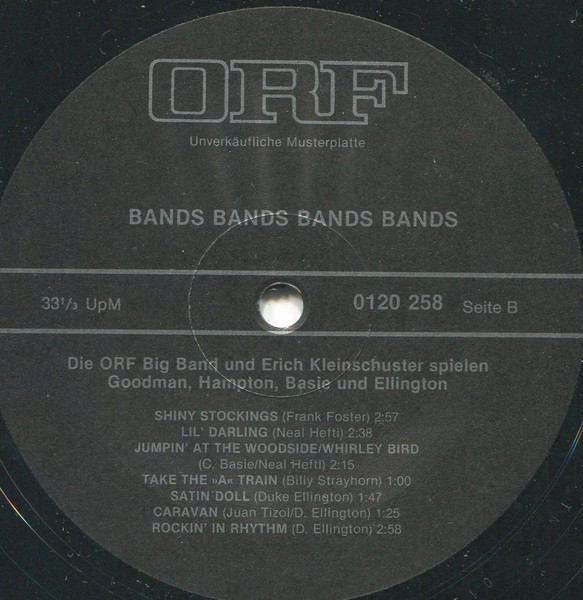 ORF
Unverkäufliche Musterplatte
BANDS BANDS BANDS BANDS
33 1/3 UpM
0120 258 Seite B
Die ORF Big Band und Erich Kleinschuster spielen
Goodman, Hampton, Basie und Ellington
SHINY STOCKINGS (Frank Foster) 2:57
LIL' DARLING (Neal Hefti) 2:38
JUMPIN' AT THE WOODSIDE/WHIRLEY BIRD
(C. Basie/Neal Hefti) 2:15
TAKE THE »A« TRAIN (Billy Strayhorn) 1:00
SATIN DOLL (Duke Ellington) 1:47
CARAVAN (Juan Tizol/D. Ellington) 1:25
ROCKIN' IN RHYTHM (D. Ellington) 2:58